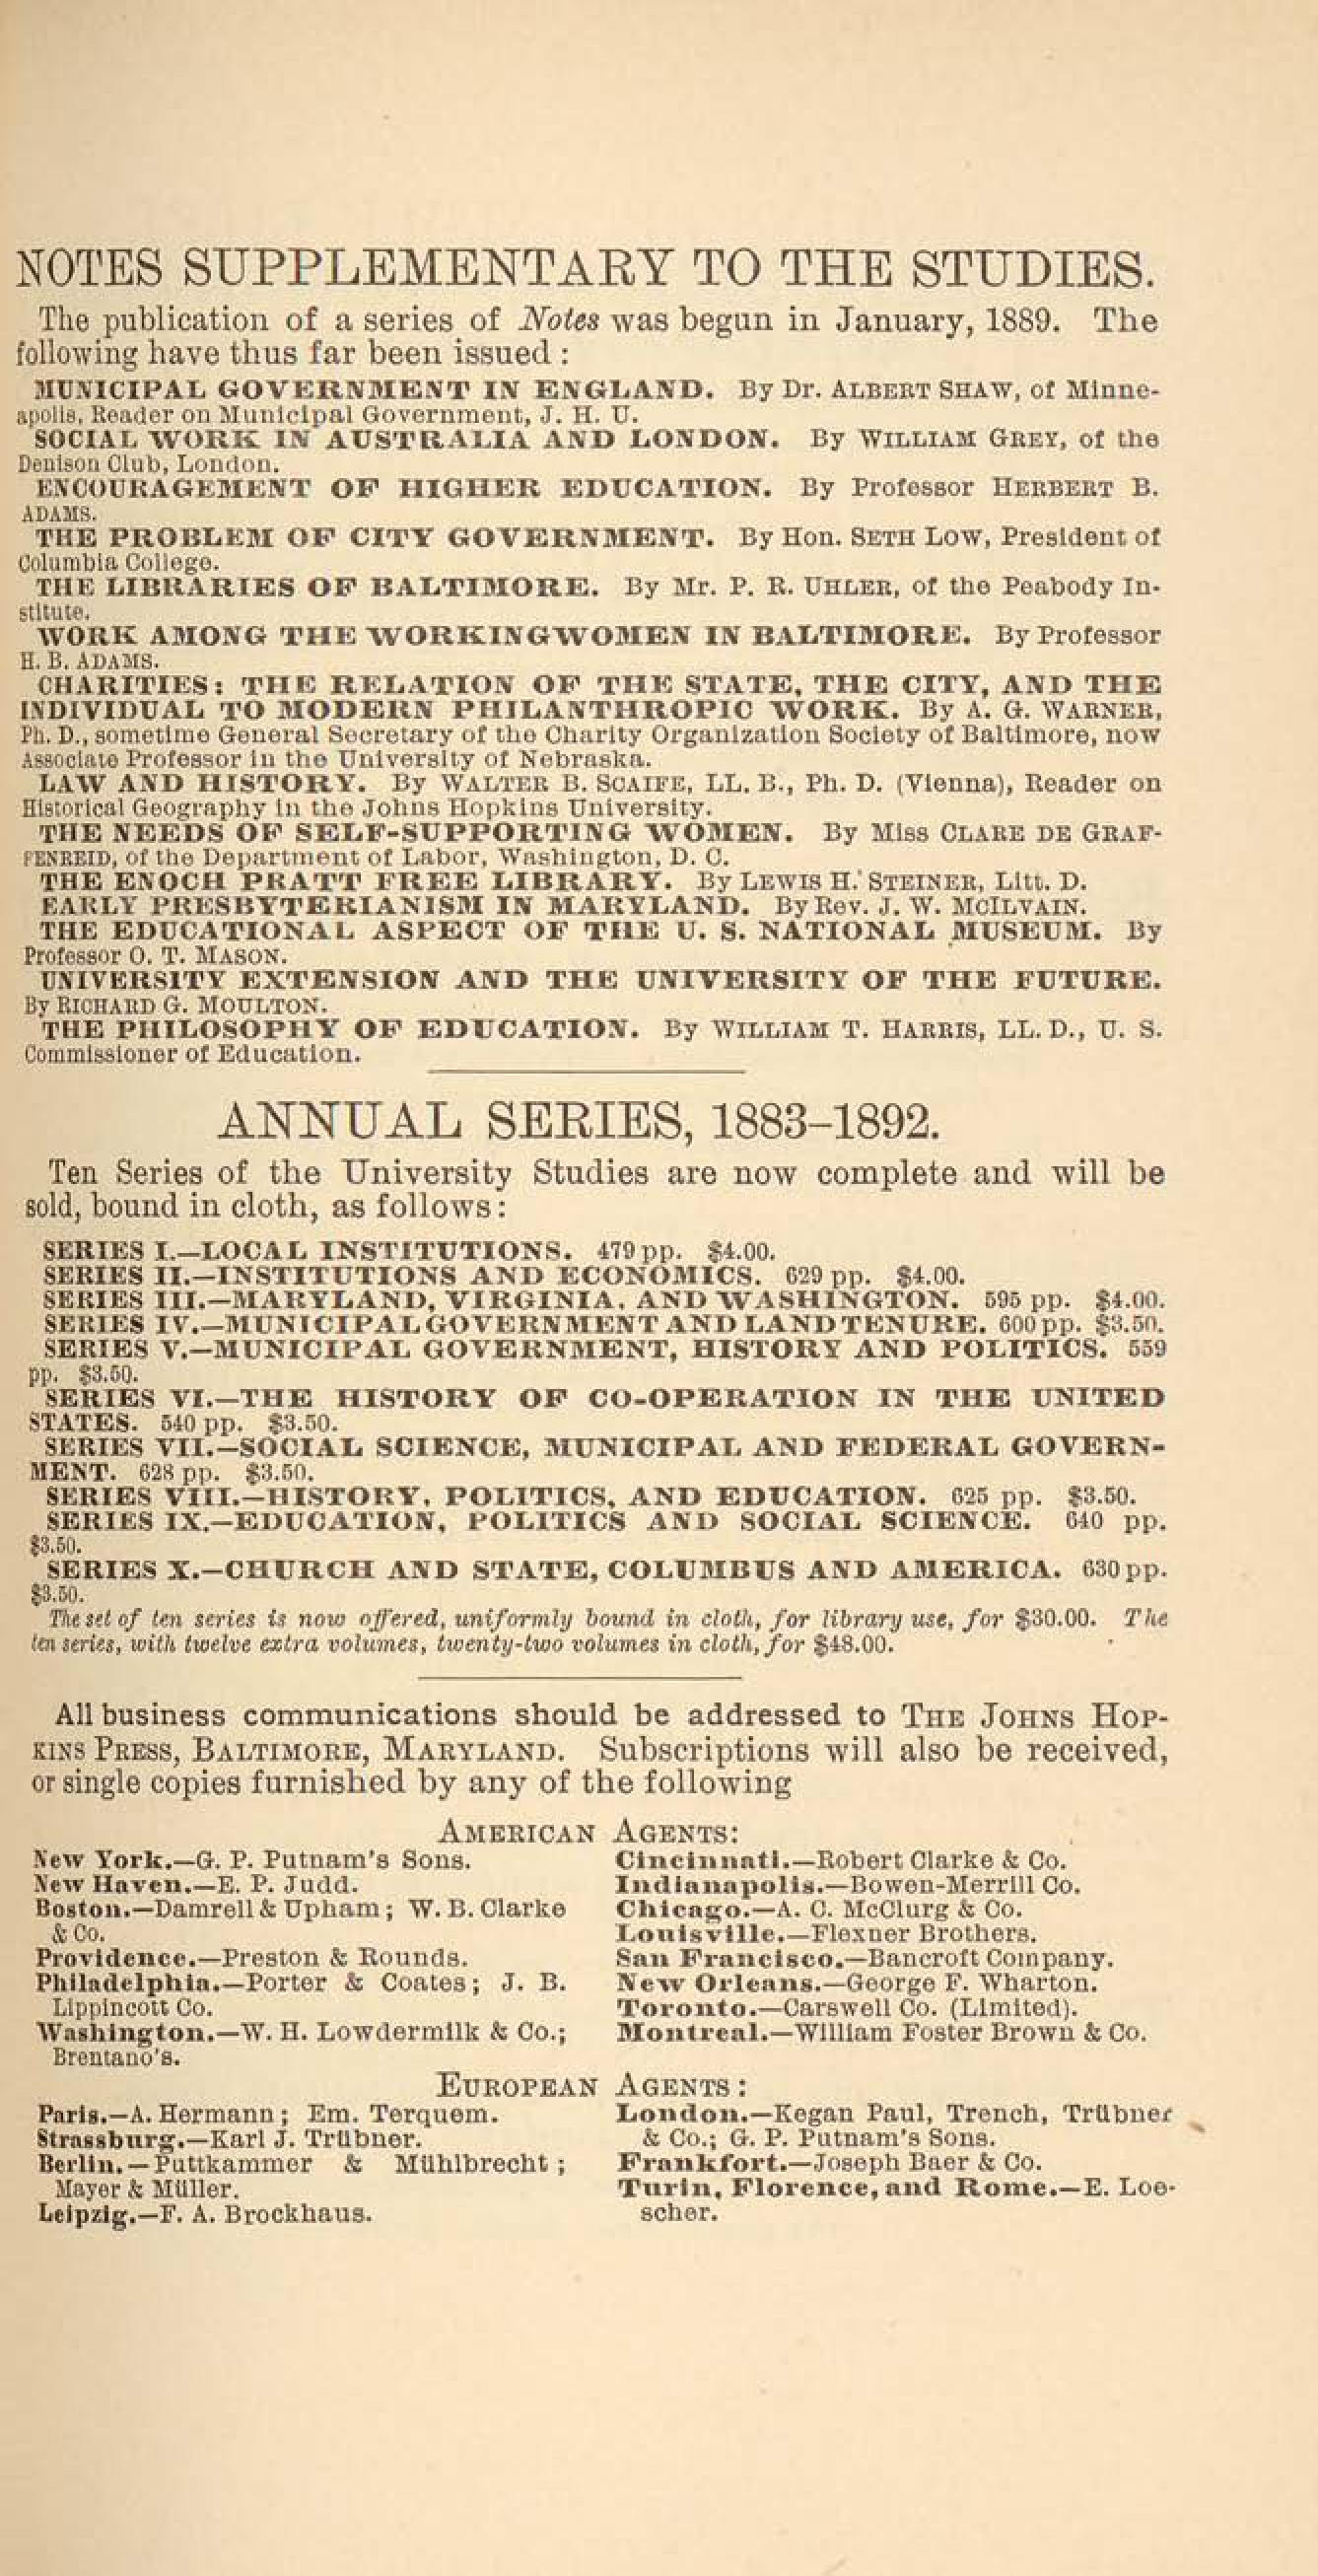 NOTES SUPPLEMENTARY TO THE STUDIES.
The publication of a series of Notes was begun in January, 1889. The
following have thus far been issued :
MUNICIPAL GOVERNMENT IN ENGLAND. By Dr. ALBERT SHAW, of Minne-
apolis, Reader on Municipal Government, J. H. U.
SOCIAL WORK IN AUSTRALIA AND LONDON. By WILLIAM GREY, of the
Denison Club, London.
ENCOURAGEMENT OF HIGHER EDUCATION. By Professor HERBERT B.
ADAMS.
THE PROBLEM OF CITY GOVERNMENT. By Hon. SETH LOW, President of
Columbia College.
THE LIBRARIES OF BALTIMORE. By Mr. P. R. UHLER, of the Peabody In-
stitute.
WORK AMONG THE WORKINGWOMEN IN BALTIMORE. By Professor
H. B. ADAMS.
CHARITIES: THE RELATION OF THE STATE, THE CITY, AND THE
INDIVIDUAL TO MODERN PHILANTHROPIC WORK. By A. G. WARNER,
Ph. D., sometime General Secretary of the Charity Organization Society of Baltimore, now
Associate Professor in the University of Nebraska.
LAW AND HISTORY. By WALTER B. SCAIFE, LL. B., Ph. D. (Vienna), Reader on
Historical Geography in the Johns Hopkins University.
THE NEEDS OF SELF-SUPPORTING WOMEN. By Miss CLARE DE GRAF-
FENREID, of the Department of Labor, Washington, D. C.
THE ENOCH PRATT FREE LIBRARY. By LEWIS H. STEINER, Litt. D.
EARLY PRESBYTERIANISM IN MARYLAND. By Rev. J. W. MCILVAIN.
THE EDUCATIONAL ASPECT OF THE U. S. NATIONAL MUSEUM. By
Professor O. T. MASON.
UNIVERSITY EXTENSION AND THE UNIVERSITY OF THE FUTURE.
By RICHARD G. MOULTON.
THE PHILOSOPHY OF EDUCATION. By WILLIAM T. HARRIS, LL. D., U. S.
Commissioner of Education.
ANNUAL SERIES, 1883-1892.
Ten Series of the University Studies are now complete and will be
sold, bound in cloth, as follows:
SERIES I.—LOCAL INSTITUTIONS. 479 pp. $4.00.
SERIES II.—INSTITUTIONS AND ECONOMICS. 629 pp. $4.00.
SERIES III.—MARYLAND, VIRGINIA, AND WASHINGTON. 595 pp. $4.00.
SERIES IV.—MUNICIPAL GOVERNMENT AND LAND TENURE. 600 pp. $3.50.
SERIES V.—MUNICIPAL GOVERNMENT, HISTORY AND POLITICS. 559
pp. $3.50.
SERIES VI.—THE HISTORY OF CO-OPERATION IN THE UNITED
STATES. 540 pp. $3.50.
SERIES VII.—SOCIAL SCIENCE, MUNICIPAL AND FEDERAL GOVERN-
MENT. 628 pp. $3.50.
SERIES VIII.—HISTORY, POLITICS, AND EDUCATION. 625 pp. $3.50.
SERIES IX.—EDUCATION, POLITICS AND SOCIAL SCIENCE. 640 pp.
$3.50.
SERIES X.—CHURCH AND STATE, COLUMBUS AND AMERICA. 630 pp.
$3.50.
The set of ten series is now offered, uniformly bound in cloth, for library use, for $30.00. The
ten series, with twelve extra volumes, twenty-two volumes in cloth, for $48.00.
All business communications should be addressed to THE JOHNS HOP-
KINS PRESS, BALTIMORE, MARYLAND. Subscriptions will also be received,
or single copies furnished by any of the following
AMERICAN AGENTS:
New York.—G. P. Putnam's Sons.
New Haven.—E. P. Judd.
Boston.—Damrell & Upham; W. B. Clarke
& Co.
Providence.—Preston & Rounds.
Philadelphia.—Porter & Coates; J. B.
Lippincott Co.
Washington.—W. H. Lowdermilk & Co.;
Brentano's.
Cincinnati.—Robert Clarke & Co.
Indianapolis.—Bowen-Merrill Co.
Chicago.—A. C. McClurg & Co.
Louisville.—Flexner Brothers.
San Francisco.—Bancroft Company.
New Orleans.—George F. Wharton.
Toronto.—Carswell Co. (Limited).
Montreal.—William Foster Brown & Co.
EUROPEAN AGENTS:
Paris.—A. Hermann; Em. Terquem.
Strassburg.—Karl J. Trübner.
Berlin.—Puttkammer & Mühlbrecht;
Mayer & Müller.
Leipzig.—F. A. Brockhaus.
London.—Kegan Paul, Trench, Trübner
& Co.; G. P. Putnam's Sons.
Frankfort.—Joseph Baer & Co.
Turin, Florence, and Rome.—E. Loe-
scher.